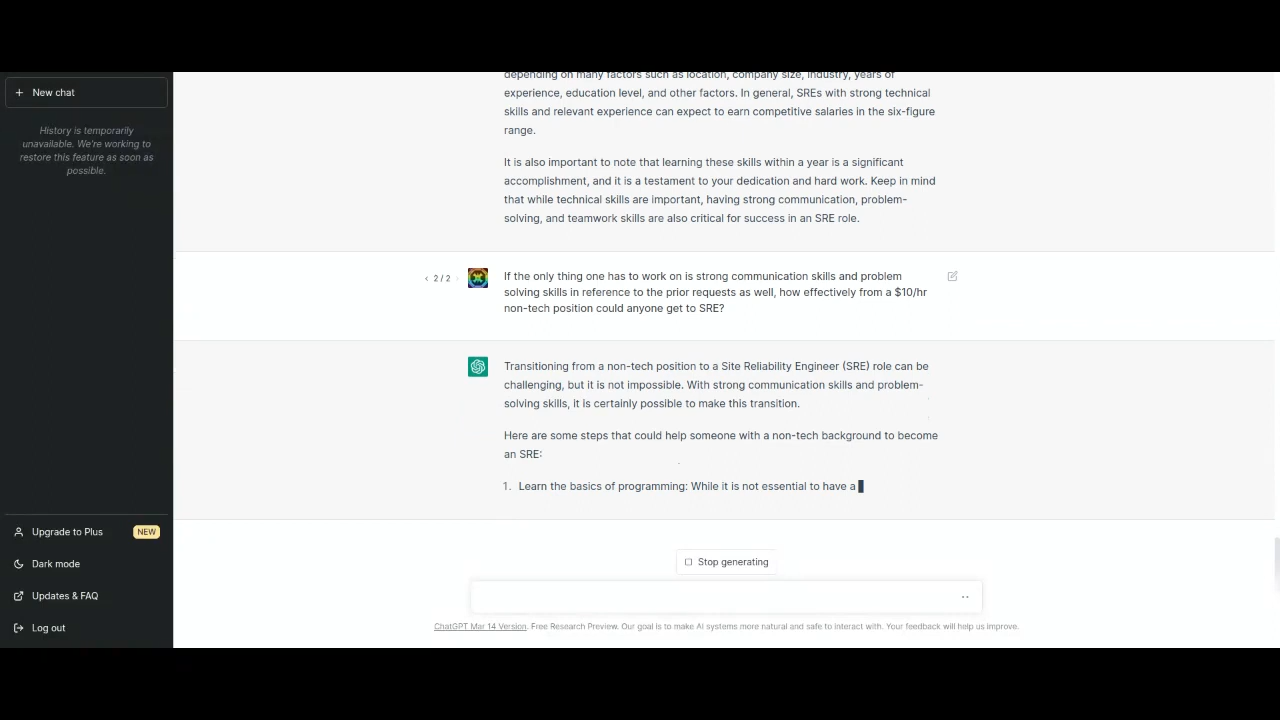 New chat
History is temporarily
unavailable. We're working to
restore this feature as soon as
possible.
depending on many factors such as location, company size, industry, years of
experience, education level, and other factors. In general, SREs with strong technical
skills and relevant experience can expect to earn competitive salaries in the six-figure
range.
It is also important to note that learning these skills within a year is a significant
accomplishment, and it is a testament to your dedication and hard work. Keep in mind
that while technical skills are important, having strong communication, problem-
solving, and teamwork skills are also critical for success in an SRE role.
2 / 2
If the only thing one has to work on is strong communication skills and problem
solving skills in reference to the prior requests as well, how effectively from a $10/hr
non-tech position could anyone get to SRE?
Transitioning from a non-tech position to a Site Reliability Engineer (SRE) role can be
challenging, but it is not impossible. With strong communication skills and problem-
solving skills, it is certainly possible to make this transition.
Here are some steps that could help someone with a non-tech background to become
an SRE:
1. Learn the basics of programming: While it is not essential to have a
Stop generating
Upgrade to Plus NEW
Dark mode
Updates & FAQ
Log out
ChatGPT Mar 14 Version. Free Research Preview. Our goal is to make AI systems more natural and safe to interact with. Your feedback will help us improve.